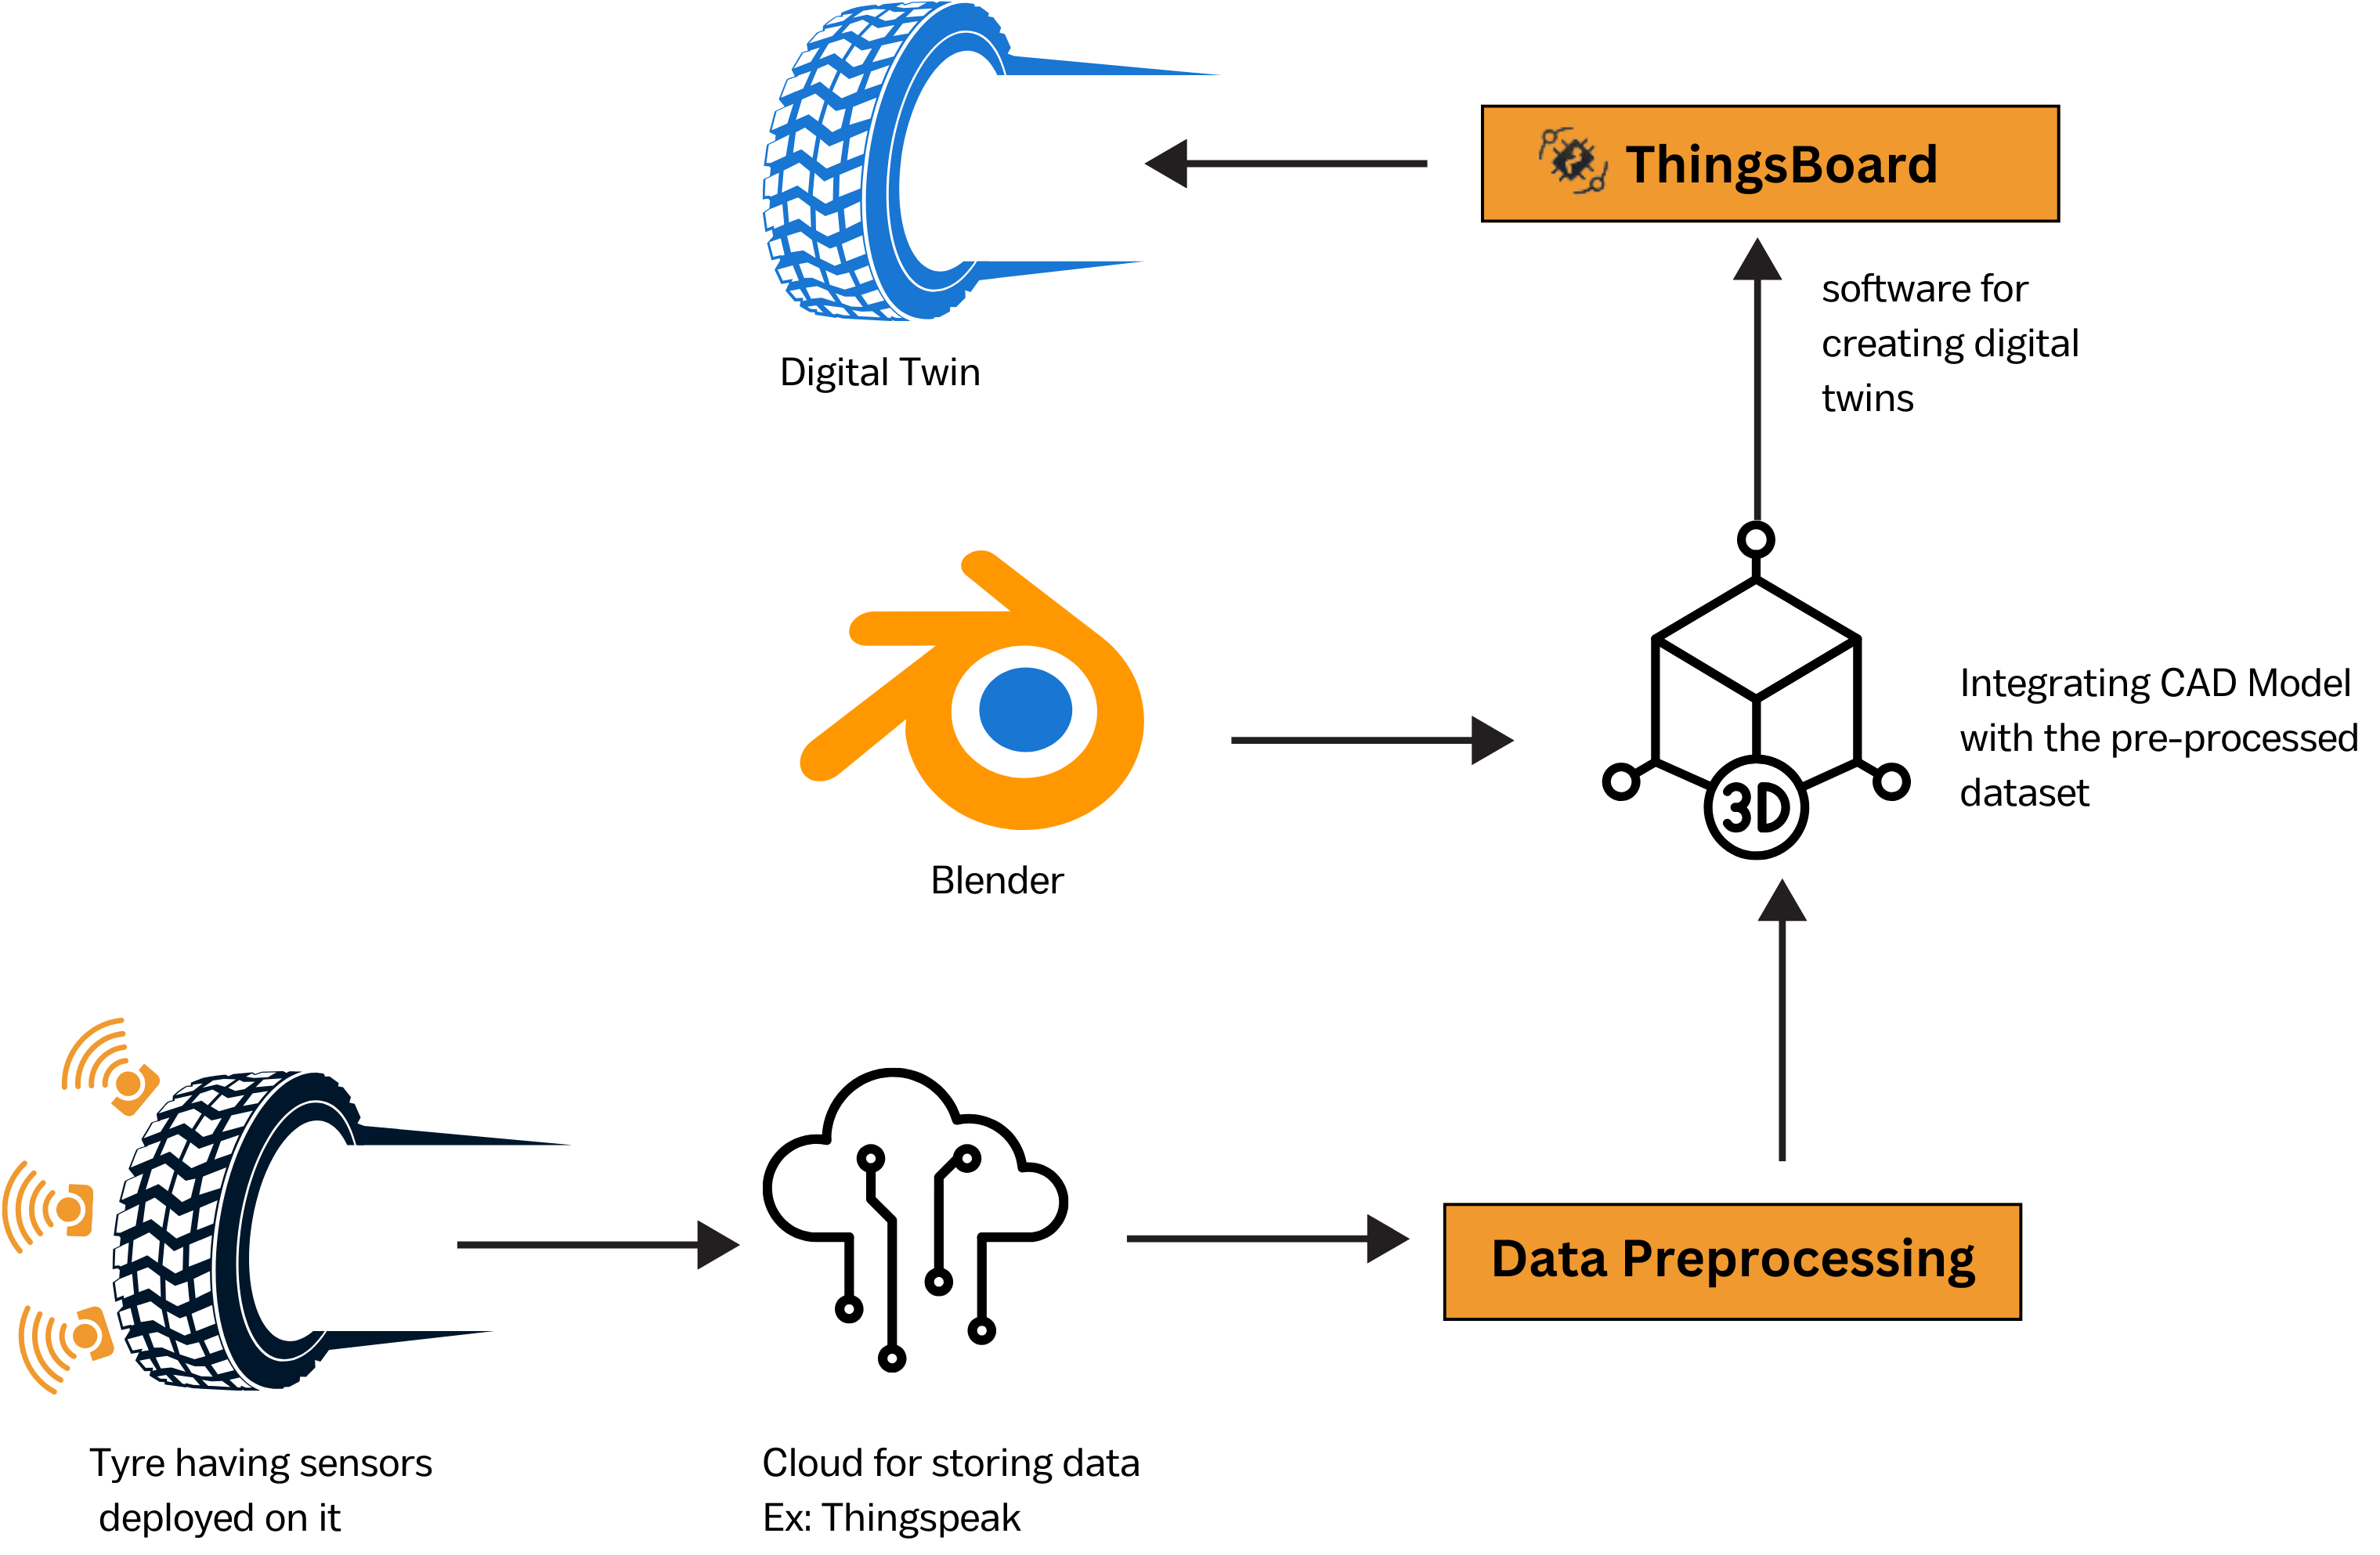 ThingsBoard
software for
creating digital
twins
Digital Twin
Integrating CAD Model
with the pre-processed
dataset
3D
Blender
Data Preprocessing
Tyre having sensors
deployed on it
Cloud for storing data
Ex: Thingspeak